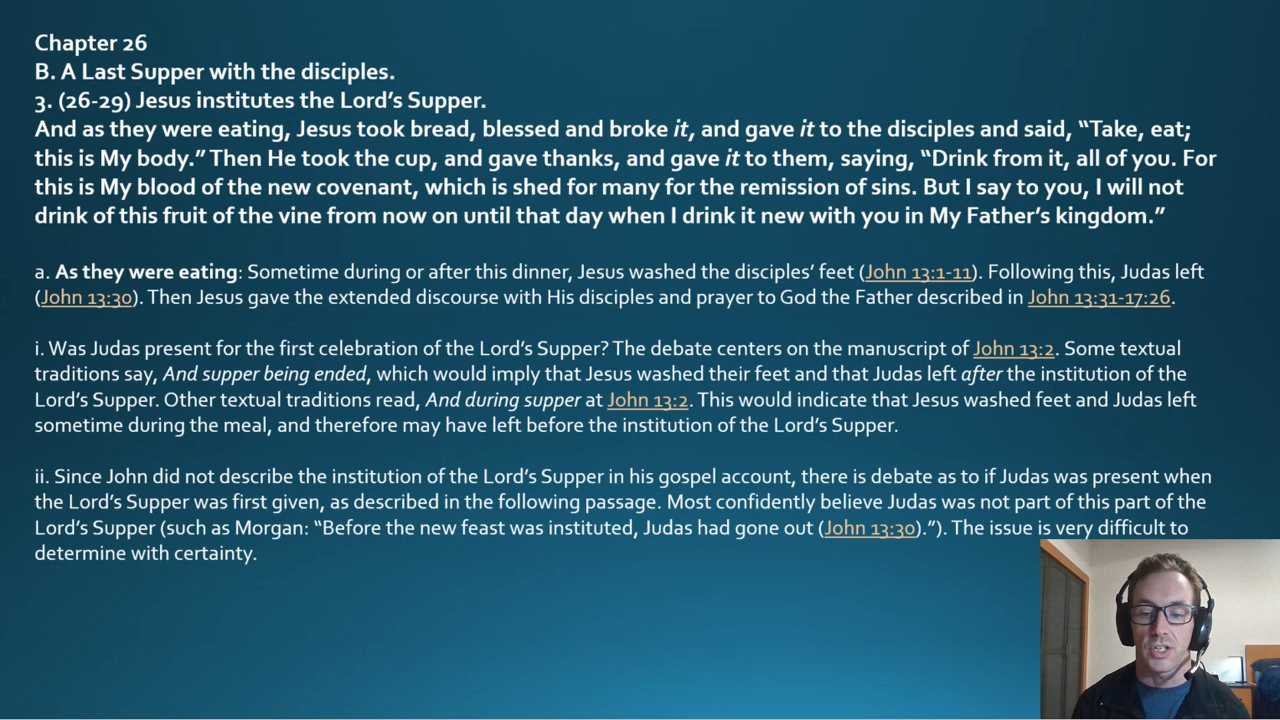 Chapter 26
B. A Last Supper with the disciples.
3. (26-29) Jesus institutes the Lord’s Supper.
And as they were eating, Jesus took bread, blessed and broke it, and gave it to the disciples and said, “Take, eat;
this is My body.” Then He took the cup, and gave thanks, and gave it to them, saying, “Drink from it, all of you. For
this is My blood of the new covenant, which is shed for many for the remission of sins. But I say to you, I will not
drink of this fruit of the vine from now on until that day when I drink it new with you in My Father’s kingdom.”
a. As they were eating: Sometime during or after this dinner, Jesus washed the disciples’ feet (John 13:1-11). Following this, Judas left
(John 13:30). Then Jesus gave the extended discourse with His disciples and prayer to God the Father described in John 13:31-17:26.
i. Was Judas present for the first celebration of the Lord’s Supper? The debate centers on the manuscript of John 13:2. Some textual
traditions say, And supper being ended, which would imply that Jesus washed their feet and that Judas left after the institution of the
Lord’s Supper. Other textual traditions read, And during supper at John 13:2. This would indicate that Jesus washed feet and Judas left
sometime during the meal, and therefore may have left before the institution of the Lord’s Supper.
ii. Since John did not describe the institution of the Lord’s Supper in his gospel account, there is debate as to if Judas was present when
the Lord’s Supper was first given, as described in the following passage. Most confidently believe Judas was not part of this part of the
Lord’s Supper (such as Morgan: “Before the new feast was instituted, Judas had gone out (John 13:30).”). The issue is very difficult to
determine with certainty.